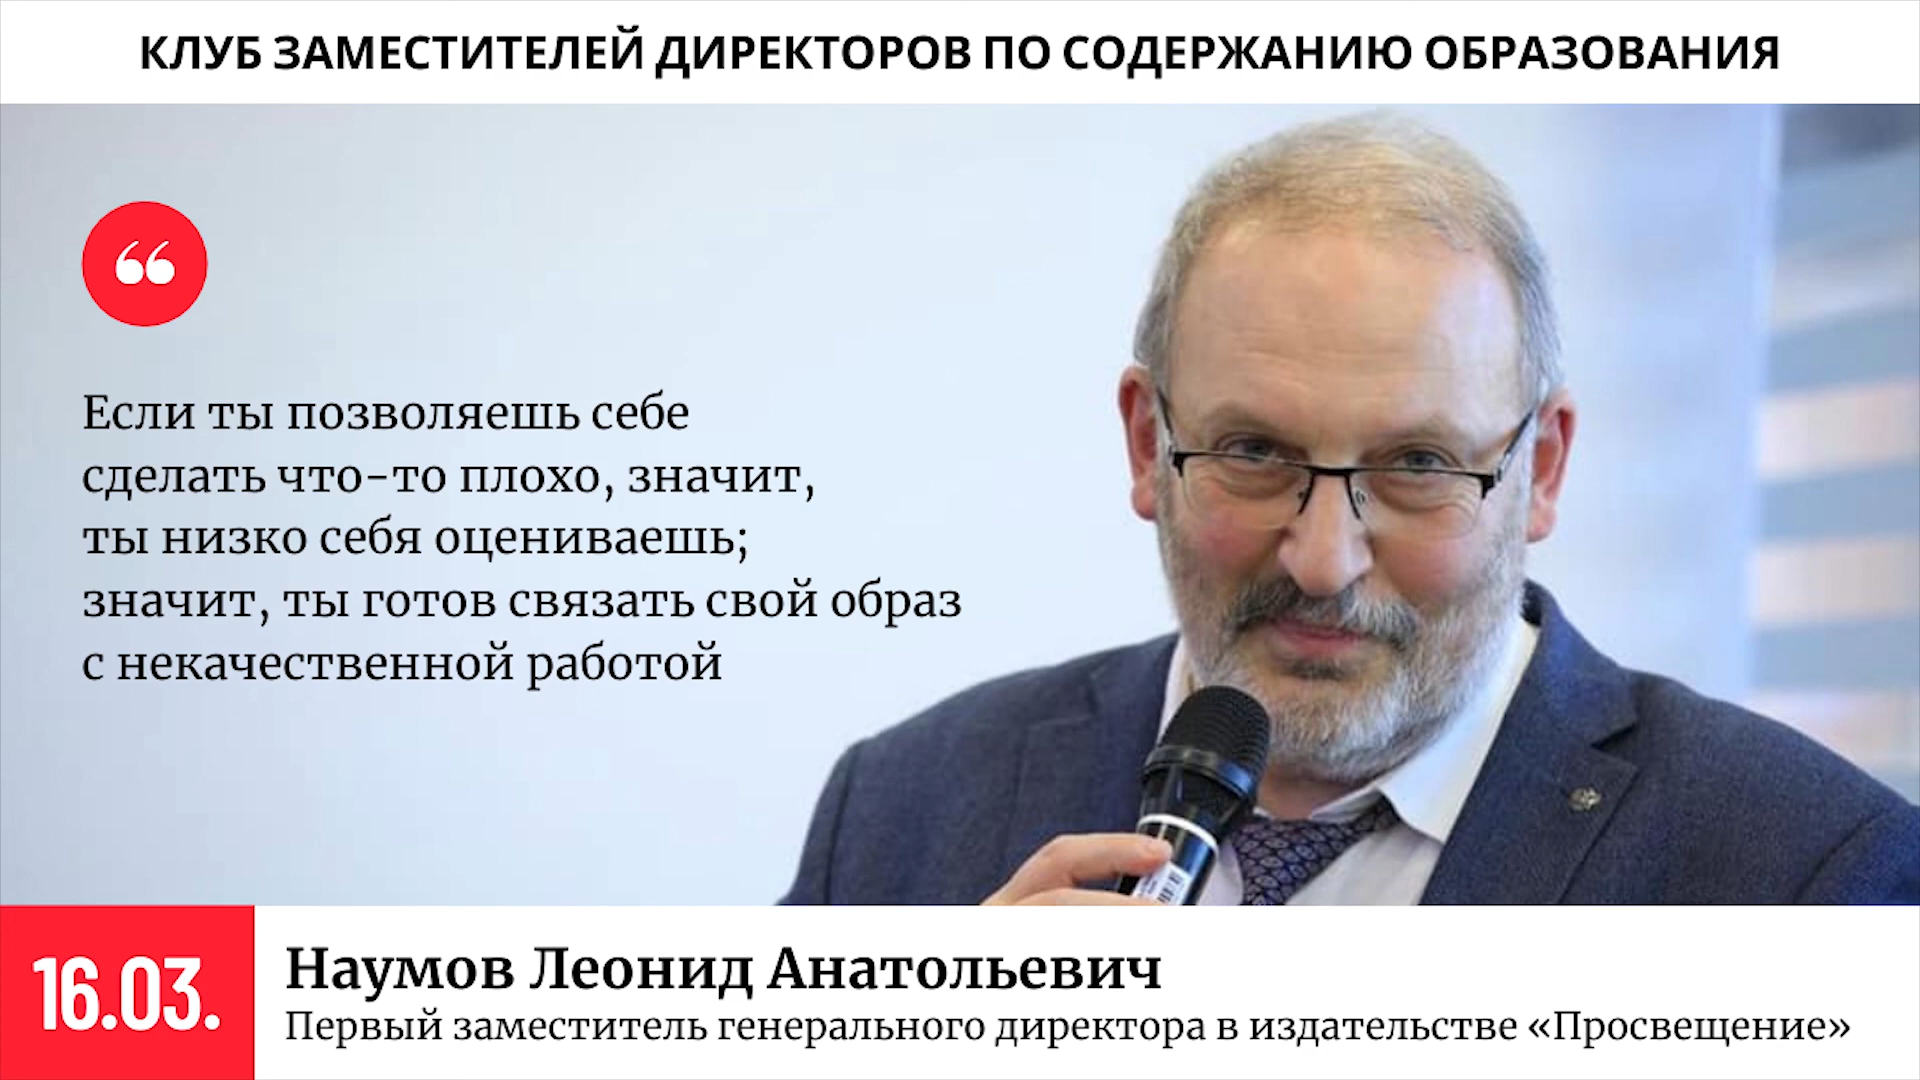 КЛУБ ЗАМЕСТИТЕЛЕЙ ДИРЕКТОРОВ ПО СОДЕРЖАНИЮ ОБРАЗОВАНИЯ
“
Если ты позволяешь себе
сделать что-то плохо, значит,
ты низко себя оцениваешь;
значит, ты готов связать свой образ
с некачественной работой
16.03.
Наумов Леонид Анатольевич
Первый заместитель генерального директора в издательстве «Просвещение»